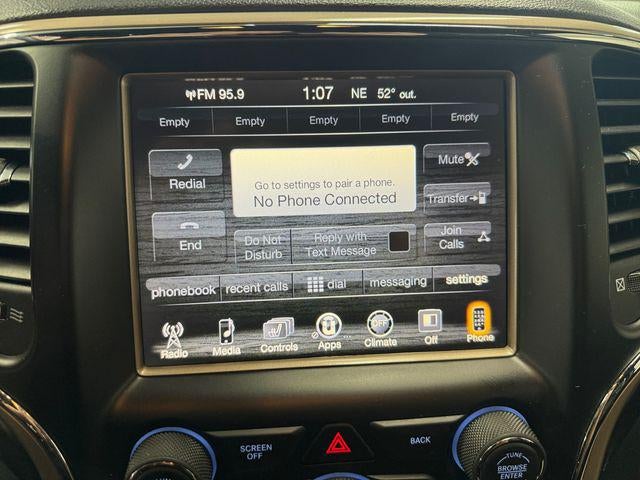 FM 95.9 1:07 NE 52° out.
Empty Empty Empty Empty Empty
Redial
Go to settings to pair a phone.
No Phone Connected
Mute
Transfer
End
Do Not
Disturb
Reply with
Text Message
Join
Calls
phonebook recent calls dial messaging settings
Radio Media Controls Apps Climate Off Phone
OFF
SCREEN
OFF
BACK
TUNE
BROWSE
ENTER